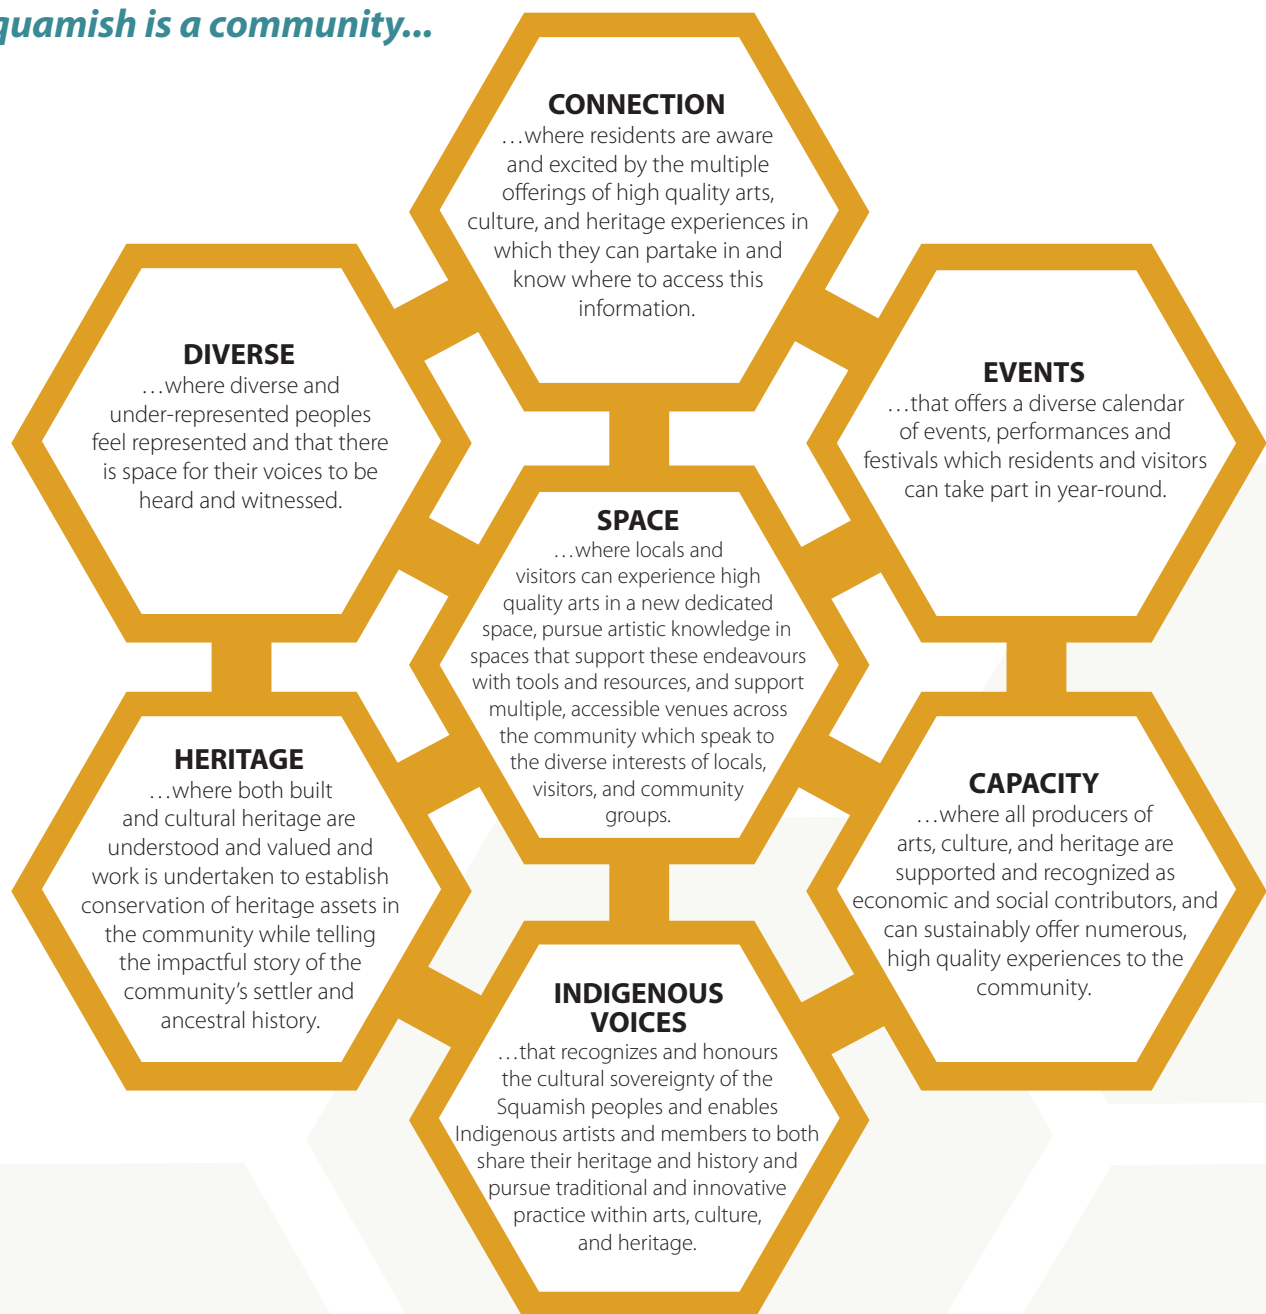 quamish is a community...
CONNECTION
…where residents are aware
and excited by the multiple
offerings of high quality arts,
culture, and heritage experiences in
which they can partake in and
know where to access this
information.
DIVERSE
…where diverse and
under-represented peoples
feel represented and that there
is space for their voices to be
heard and witnessed.
EVENTS
…that offers a diverse calendar
of events, performances and
festivals which residents and visitors
can take part in year-round.
SPACE
…where locals and
visitors can experience high
quality arts in a new dedicated
space, pursue artistic knowledge in
spaces that support these endeavours
with tools and resources, and support
multiple, accessible venues across
the community which speak to
the diverse interests of locals,
visitors, and community
groups.
HERITAGE
…where both built
and cultural heritage are
understood and valued and
work is undertaken to establish
conservation of heritage assets in
the community while telling
the impactful story of the
community’s settler and
ancestral history.
CAPACITY
…where all producers of
arts, culture, and heritage are
supported and recognized as
economic and social contributors, and
can sustainably offer numerous,
high quality experiences to the
community.
INDIGENOUS
VOICES
…that recognizes and honours
the cultural sovereignty of the
Squamish peoples and enables
Indigenous artists and members to both
share their heritage and history and
pursue traditional and innovative
practice within arts, culture,
and heritage.